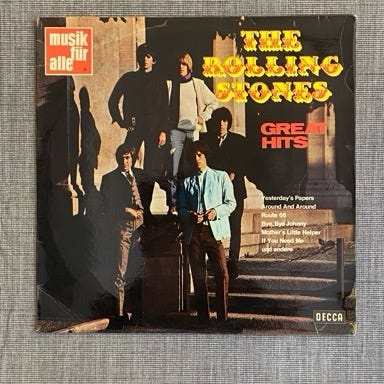 musik
für
alle
THE
ROLLING
STONES
GREAT
HITS
Yesterday's Papers
Around And Around
Route 66
Bye, Bye Johnny
Mother's Little Helper
If You Need Me
und andere
DECCA